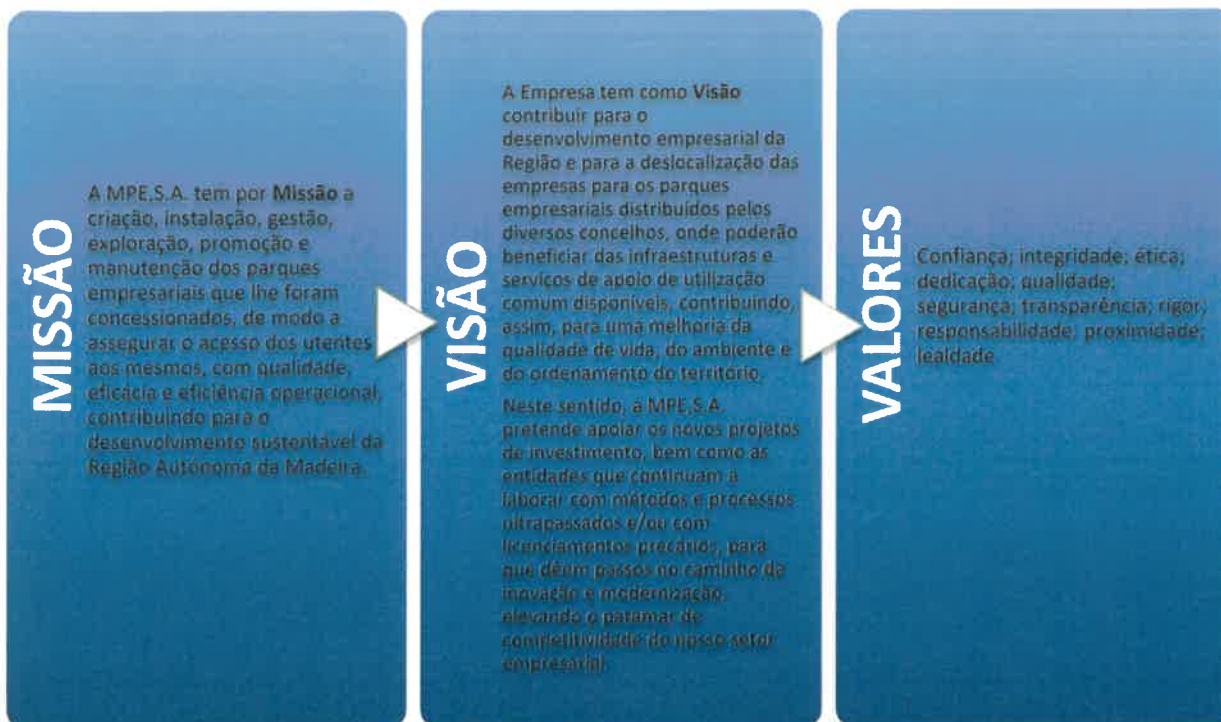 MISSÃO
A MPE,S.A. tem por Missão a
criação, instalação, gestão,
exploração, promoção e
manutenção dos parques
empresariais que lhe foram
concessionados, de modo a
assegurar o acesso dos utentes
aos mesmos, com qualidade,
eficácia e eficiência operacional,
contribuindo para o
desenvolvimento sustentável da
Região Autónoma da Madeira.
VISÃO
A Empresa tem como Visão
contribuir para o
desenvolvimento empresarial da
Região e para a deslocalização das
empresas para os parques
empresariais distribuídos pelos
diversos concelhos, onde poderão
beneficiar das infraestruturas e
serviços de apoio de utilização
comum disponíveis, contribuindo,
assim, para uma melhoria da
qualidade de vida, do ambiente e
do ordenamento do território.
Neste sentido, a MPE,S.A.
pretende apoiar os novos projetos
de investimento, bem como as
entidades que continuam a
laborar com métodos e processos
ultrapassados e/ou com
licenciamentos precários, para
que dêem passos no caminho da
inovação e modernização,
elevando o patamar de
competitividade do nosso setor
empresarial.
VALORES
Confiança; integridade; ética;
dedicação; qualidade;
segurança; transparência; rigor;
responsabilidade; proximidade;
lealdade.